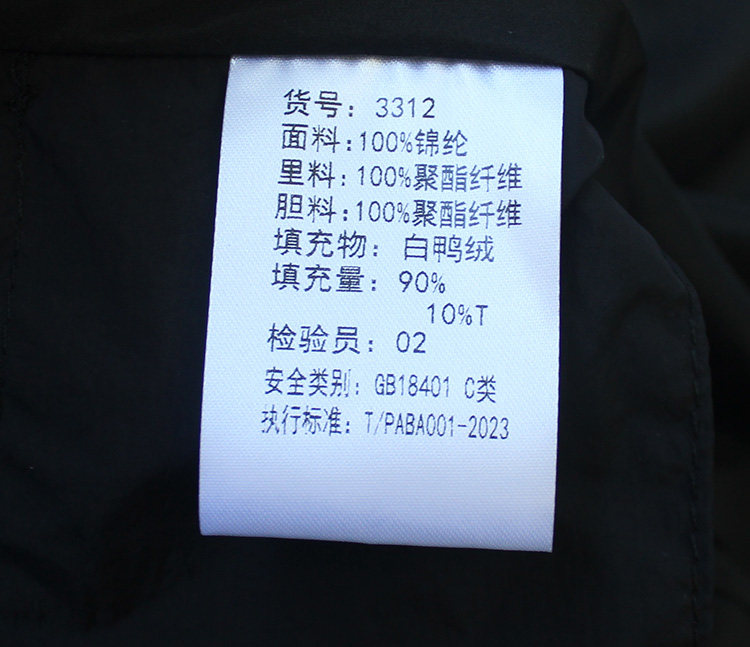 货号: 3312
面料:100%锦纶
里料:100%聚酯纤维
胆料:100%聚酯纤维
填充物: 白鸭绒
填充量: 90%
10%T
检验员: 02
安全类别: GB18401 C类
执行标准: T/PABA001-2023